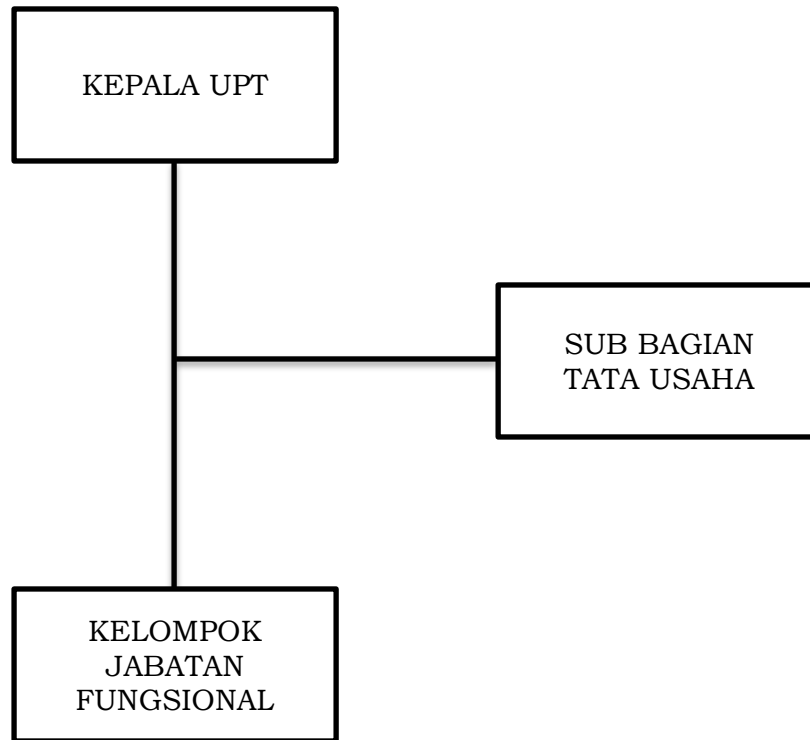 KEPALA UPT
SUB BAGIAN
TATA USAHA
KELOMPOK
JABATAN
FUNGSIONAL